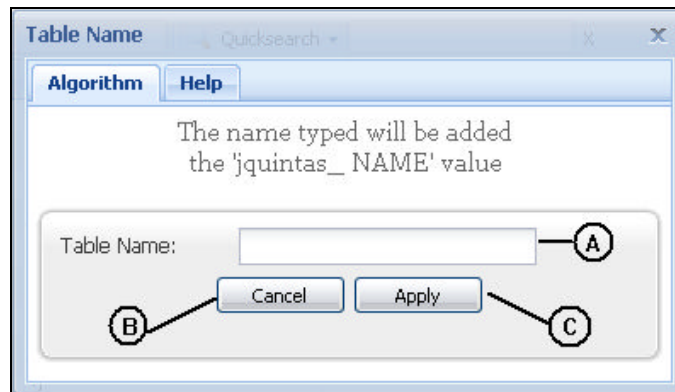 Table Name
Quicksearch
X
x
Algorithm Help
The name typed will be added
the 'jquintas_ NAME' value
Table Name:
A
Cancel Apply
B
C